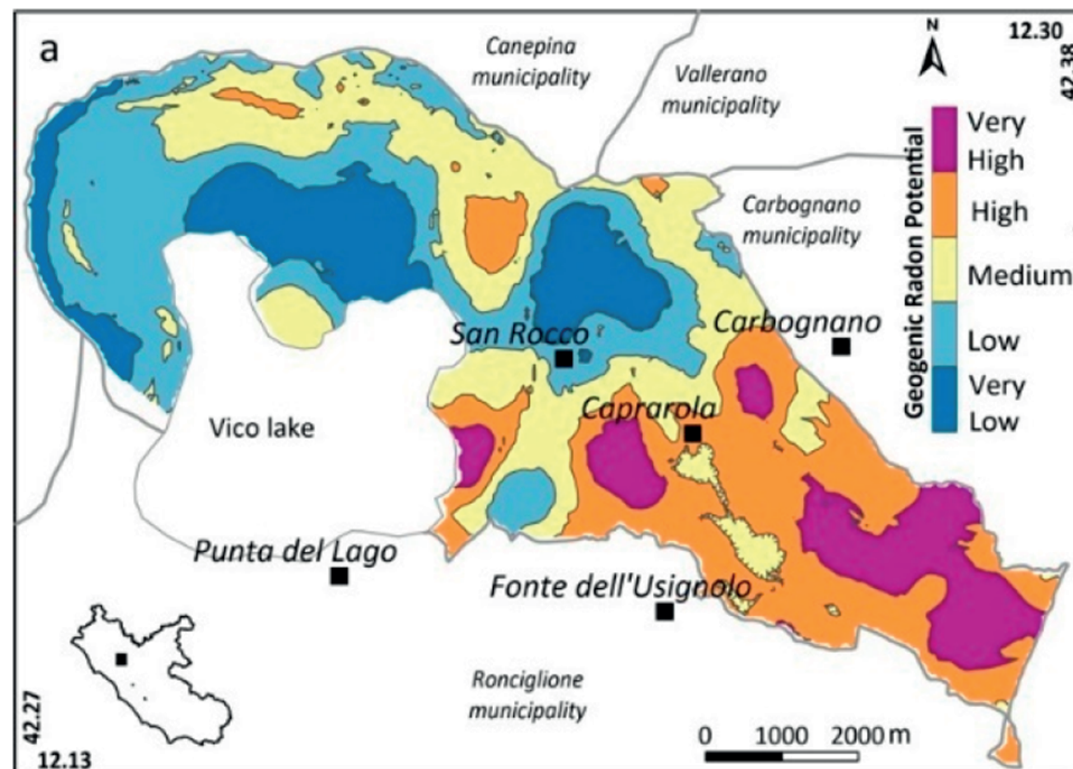 a
Canepina
municipality
Vallerano
municipality
N
12.30
42.38
Carbognano
municipality
Geogenic Radon Potential
Very
High
High
Medium
Low
Very
Low
San Rocco
Carbognano
Caprarola
Vico lake
Punta del Lago
Fonte dell'Usignolo
Ronciglione
municipality
42.27
12.13
0 1000 2000 m